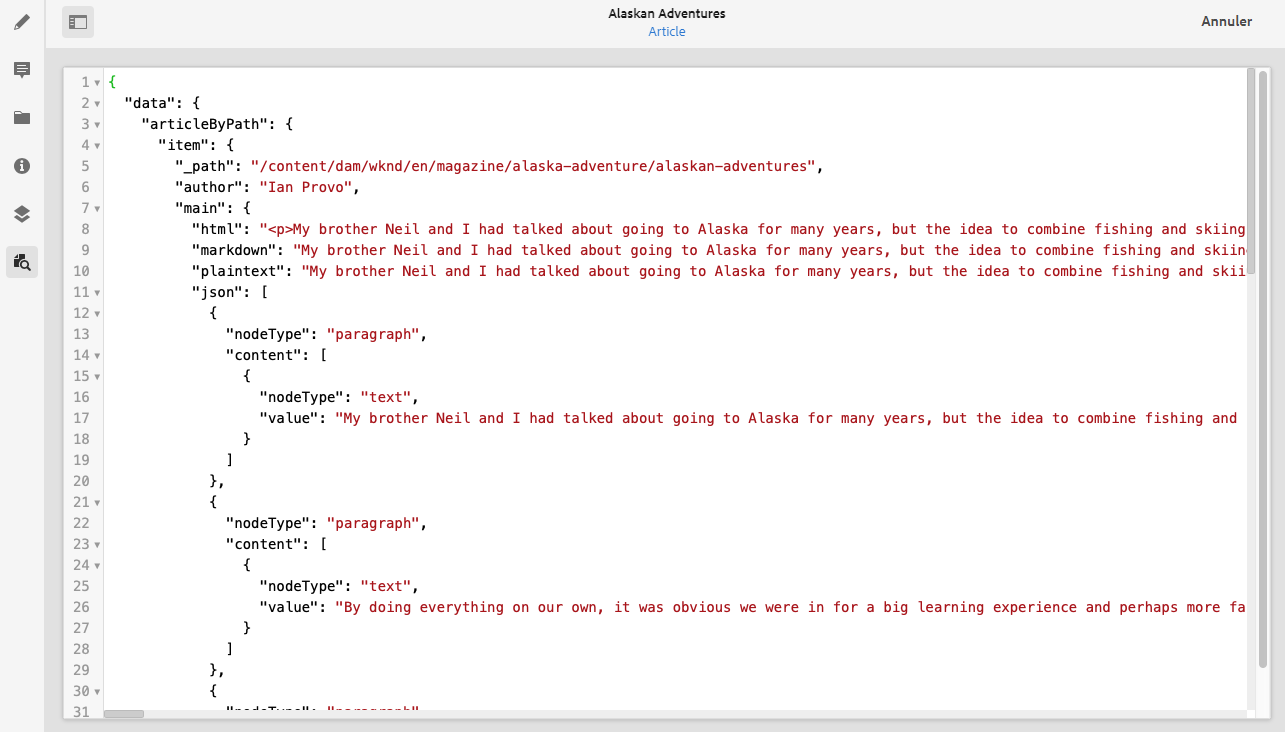 Alaskan Adventures
Article
Annuler
1 {
2 "data": {
3 "articleByPath": {
4 "item": {
5 "_path": "/content/dam/wknd/en/magazine/alaska-adventure/alaskan-adventures",
6 "author": "Ian Provo",
7 "main": {
8 "html": "<p>My brother Neil and I had talked about going to Alaska for many years, but the idea to combine fishing and skiing
9 "markdown": "My brother Neil and I had talked about going to Alaska for many years, but the idea to combine fishing and skiin
10 "plaintext": "My brother Neil and I had talked about going to Alaska for many years, but the idea to combine fishing and skii
11 "json": [
12 {
13 "nodeType": "paragraph",
14 "content": [
15 {
16 "nodeType": "text",
17 "value": "My brother Neil and I had talked about going to Alaska for many years, but the idea to combine fishing and
18 }
19 ]
20 },
21 {
22 "nodeType": "paragraph",
23 "content": [
24 {
25 "nodeType": "text",
26 "value": "By doing everything on our own, it was obvious we were in for a big learning experience and perhaps more fa
27 }
28 ]
29 },
30 {
31 "nodeType": "paragraph"